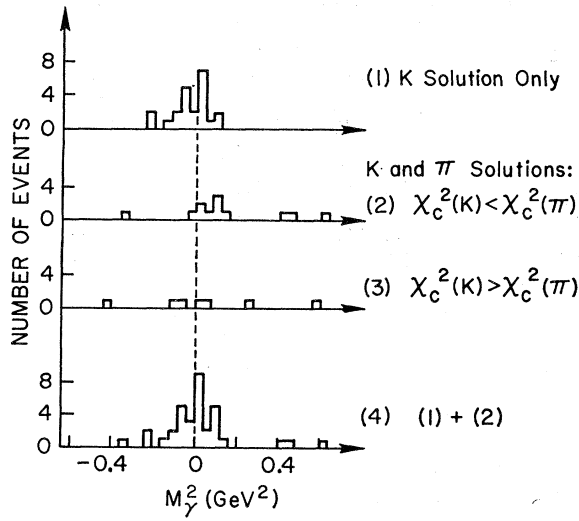 NUMBER OF EVENTS
8
4
0
(1) K Solution Only
K and π Solutions:
4
0
(2) χc²(K)<χc²(π)
4
0
(3) χc²(K)>χc²(π)
8
4
0
(4) (1) + (2)
-0.4 0 0.4
Mγ² (GeV²)